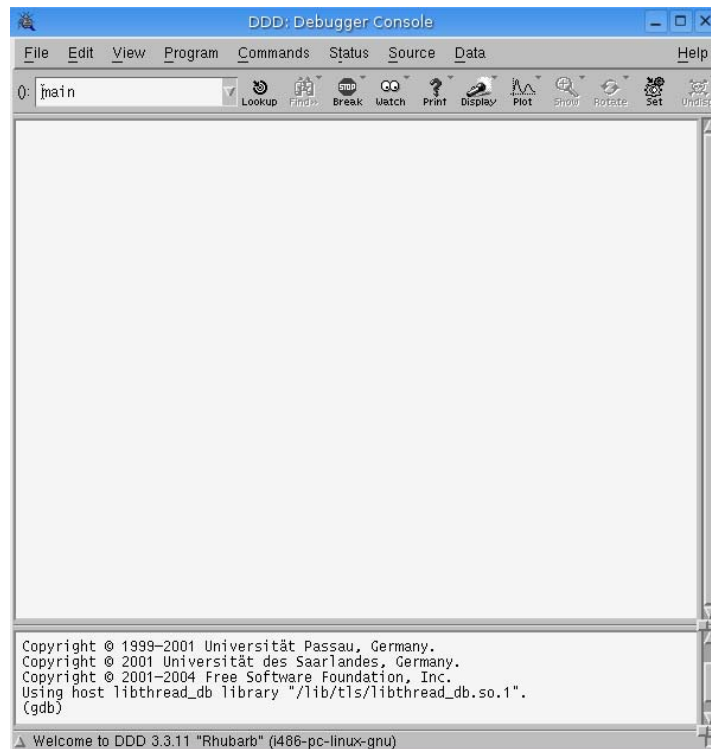 DDD: Debugger Console
File Edit View Program Commands Status Source Data Help
(): main
Lookup Find» Break Watch Print Display Plot Show Rotate Set Undisp
STOP
Copyright © 1999–2001 Universität Passau, Germany.
Copyright © 2001 Universität des Saarlandes, Germany.
Copyright © 2001–2004 Free Software Foundation, Inc.
Using host libthread_db library "/lib/tls/libthread_db.so.1".
(gdb)
Welcome to DDD 3.3.11 "Rhubarb" (i486-pc-linux-gnu)